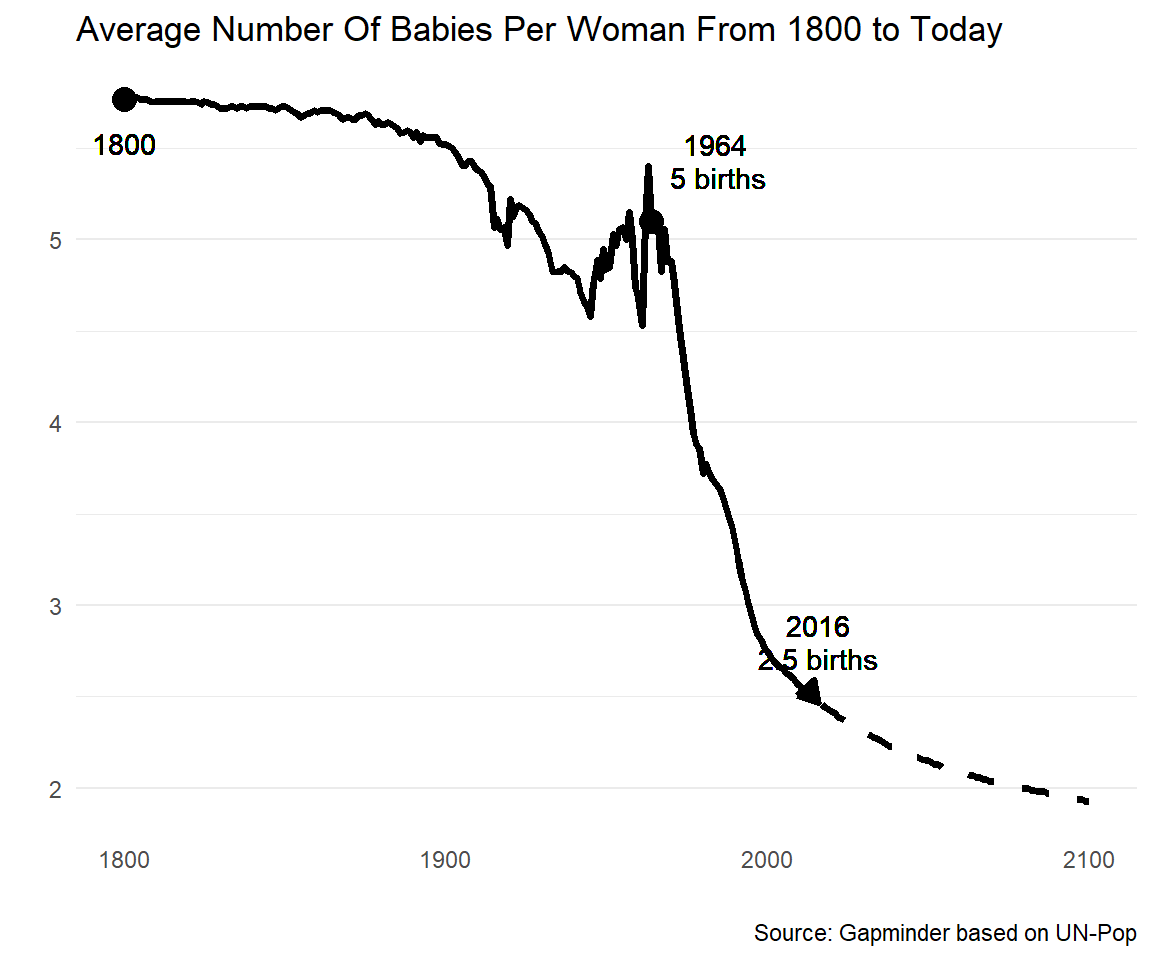 Average Number Of Babies Per Woman From 1800 to Today
1800
1964
5 births
5
4
3
2016
2.5 births
2
1800
1900
2000
2100
Source: Gapminder based on UN-Pop